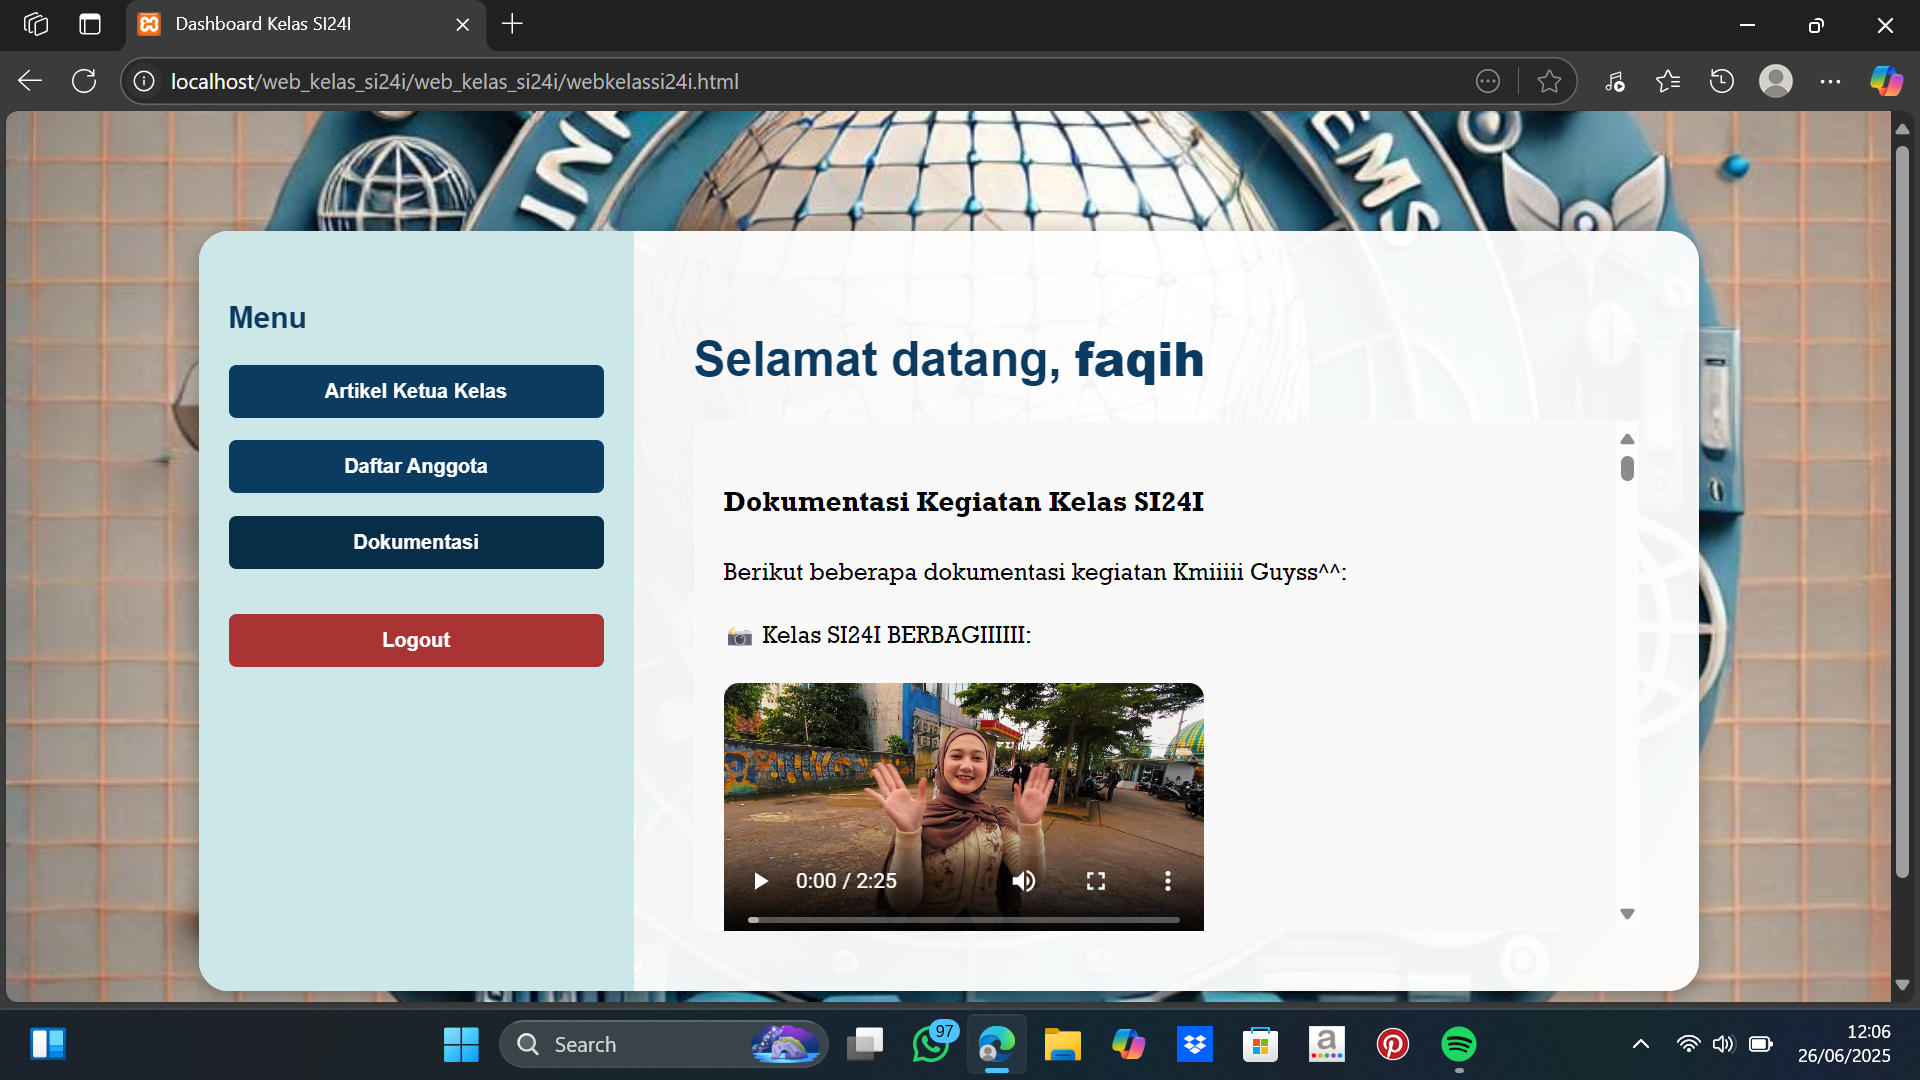 Dashboard Kelas SI24I
localhost/web_kelas_si24i/web_kelas_si24i/webkelassi24i.html
Menu
Artikel Ketua Kelas
Daftar Anggota
Dokumentasi
Logout
Selamat datang, faqih
Dokumentasi Kegiatan Kelas SI24I
Berikut beberapa dokumentasi kegiatan Kmiiiii Guyss^^:
📸 Kelas SI24I BERBAGIIIIII:
0:00 / 2:25
Search
97
12:06
26/06/2025